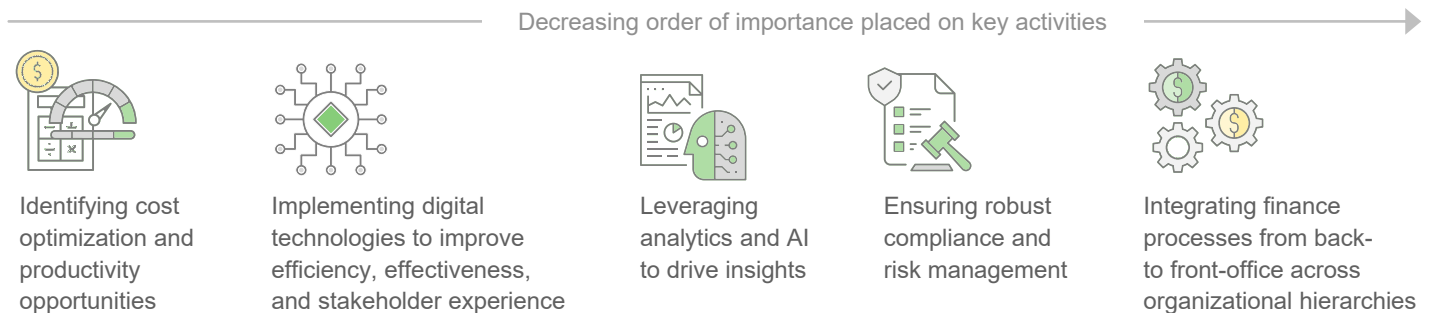 Decreasing order of importance placed on key activities
Identifying cost
optimization and
productivity
opportunities
Implementing digital
technologies to improve
efficiency, effectiveness,
and stakeholder experience
Leveraging
analytics and AI
to drive insights
Ensuring robust
compliance and
risk management
Integrating finance
processes from back-
to front-office across
organizational hierarchies